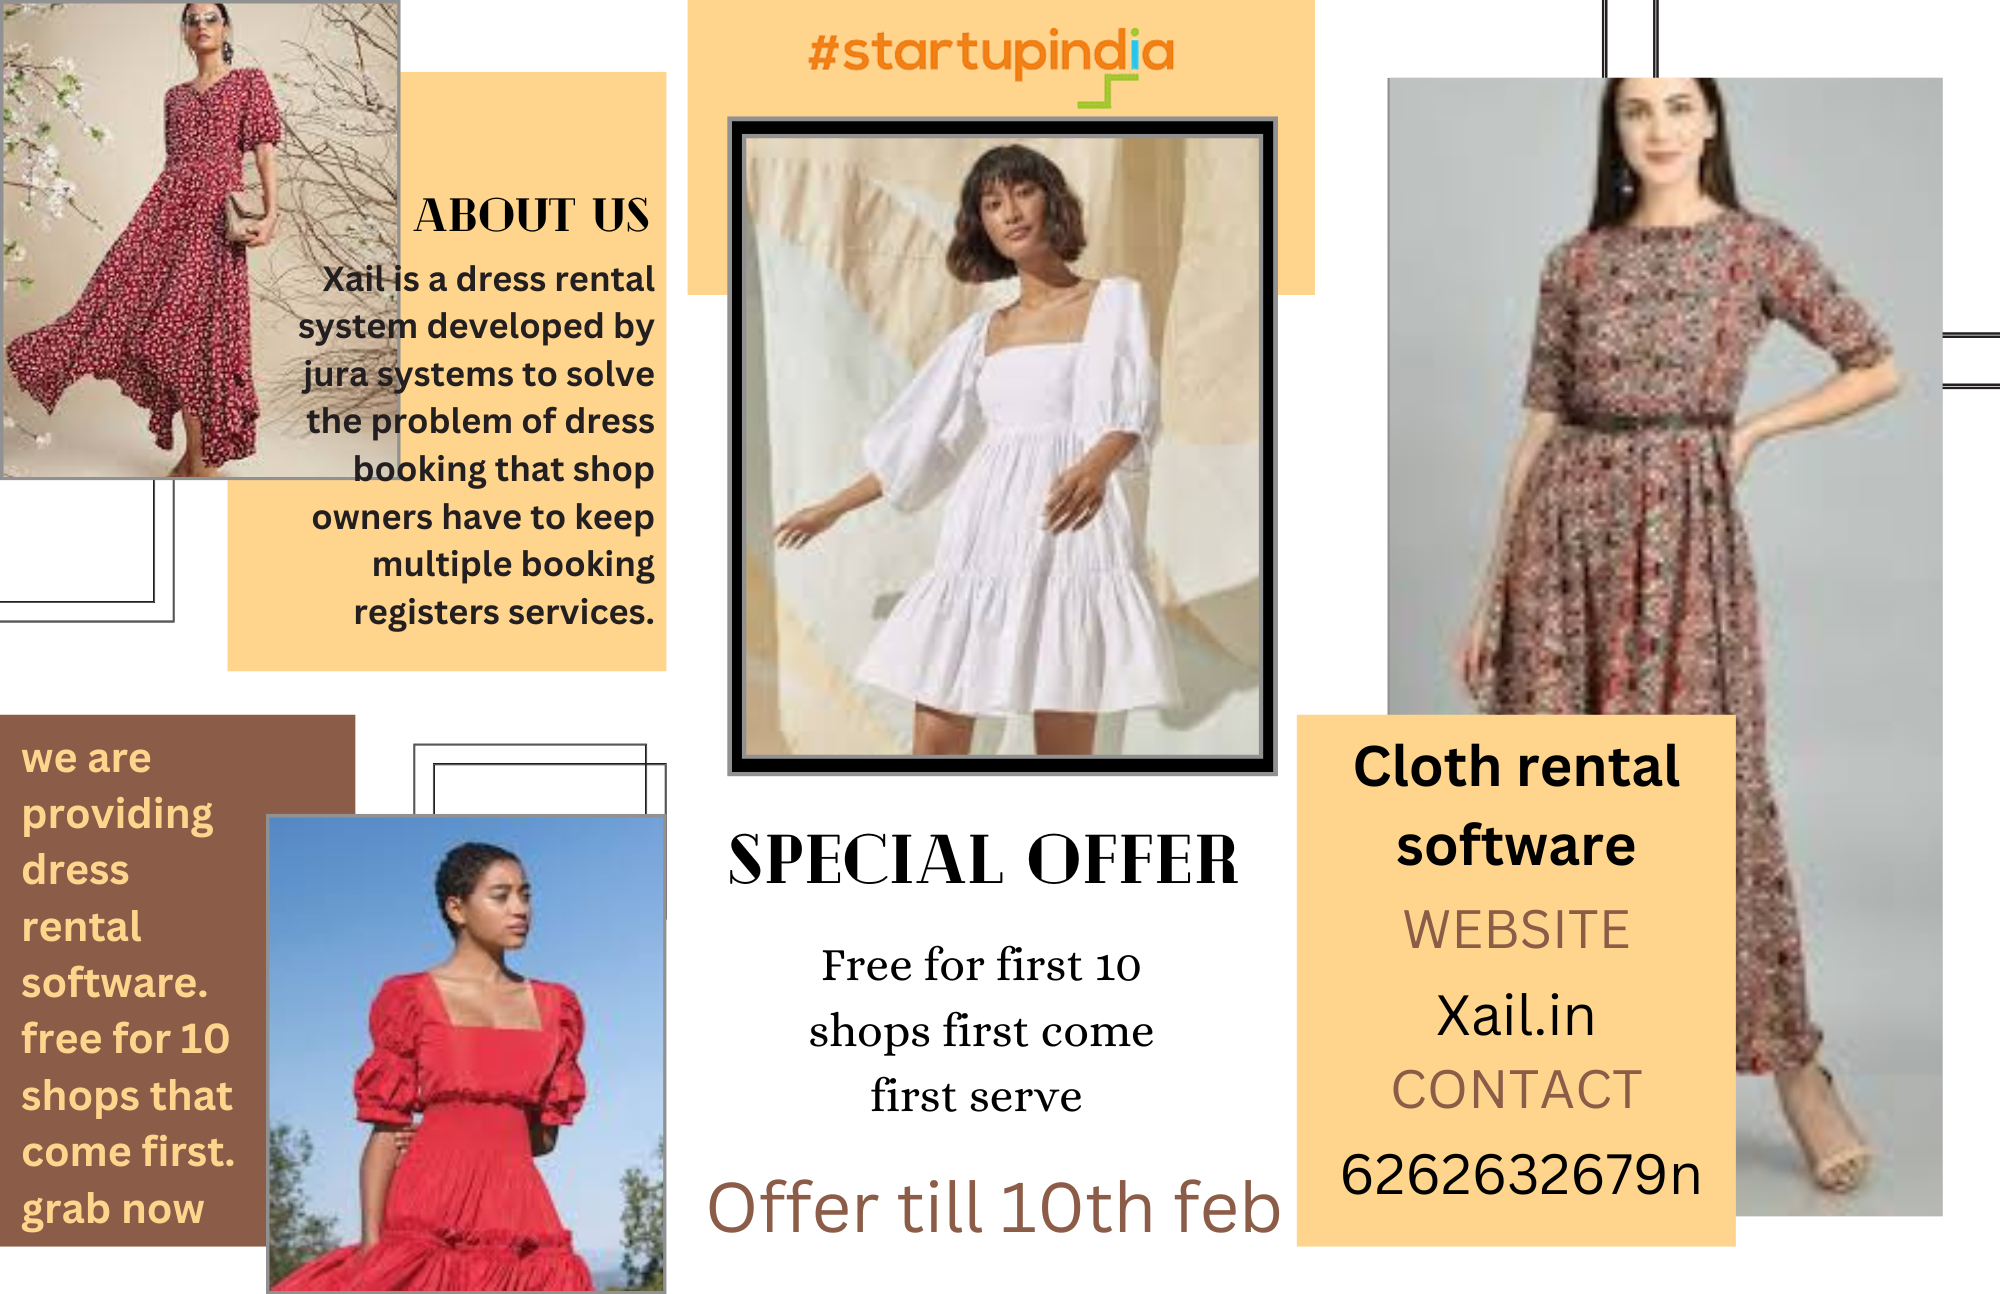 ABOUT US
Xail is a dress rental
system developed by
jura systems to solve
the problem of dress
booking that shop
owners have to keep
multiple booking
registers services.
we are
providing
dress
rental
software.
free for 10
shops that
come first.
grab now
#startupindia
SPECIAL OFFER
Free for first 10
shops first come
first serve
Offer till 10th feb
Cloth rental
software
WEBSITE
Xail.in
CONTACT
6262632679n